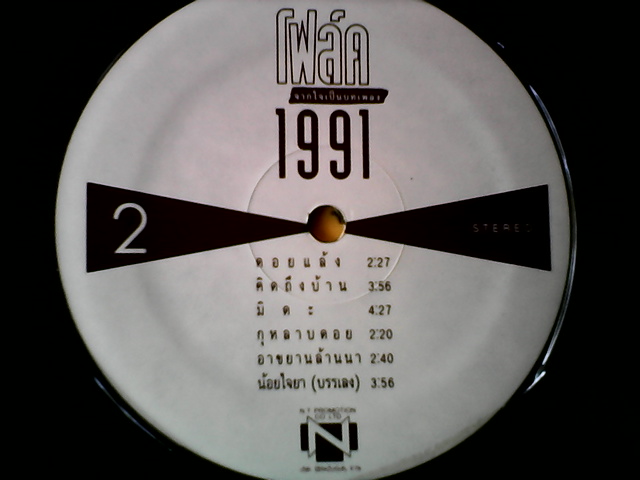 โฟล์ค
จากใจเป็นบทเพลง
1991
2
STEREO
ดอยแล้ง 2:27
คิดถึงบ้าน 3:56
มิดะ 4:27
กุหลาบดอย 2:20
อาขยานล้านนา 2:40
น้อยไจยา (บรรเลง) 3:56
N.T. PROMOTION
CO.LTD.
N